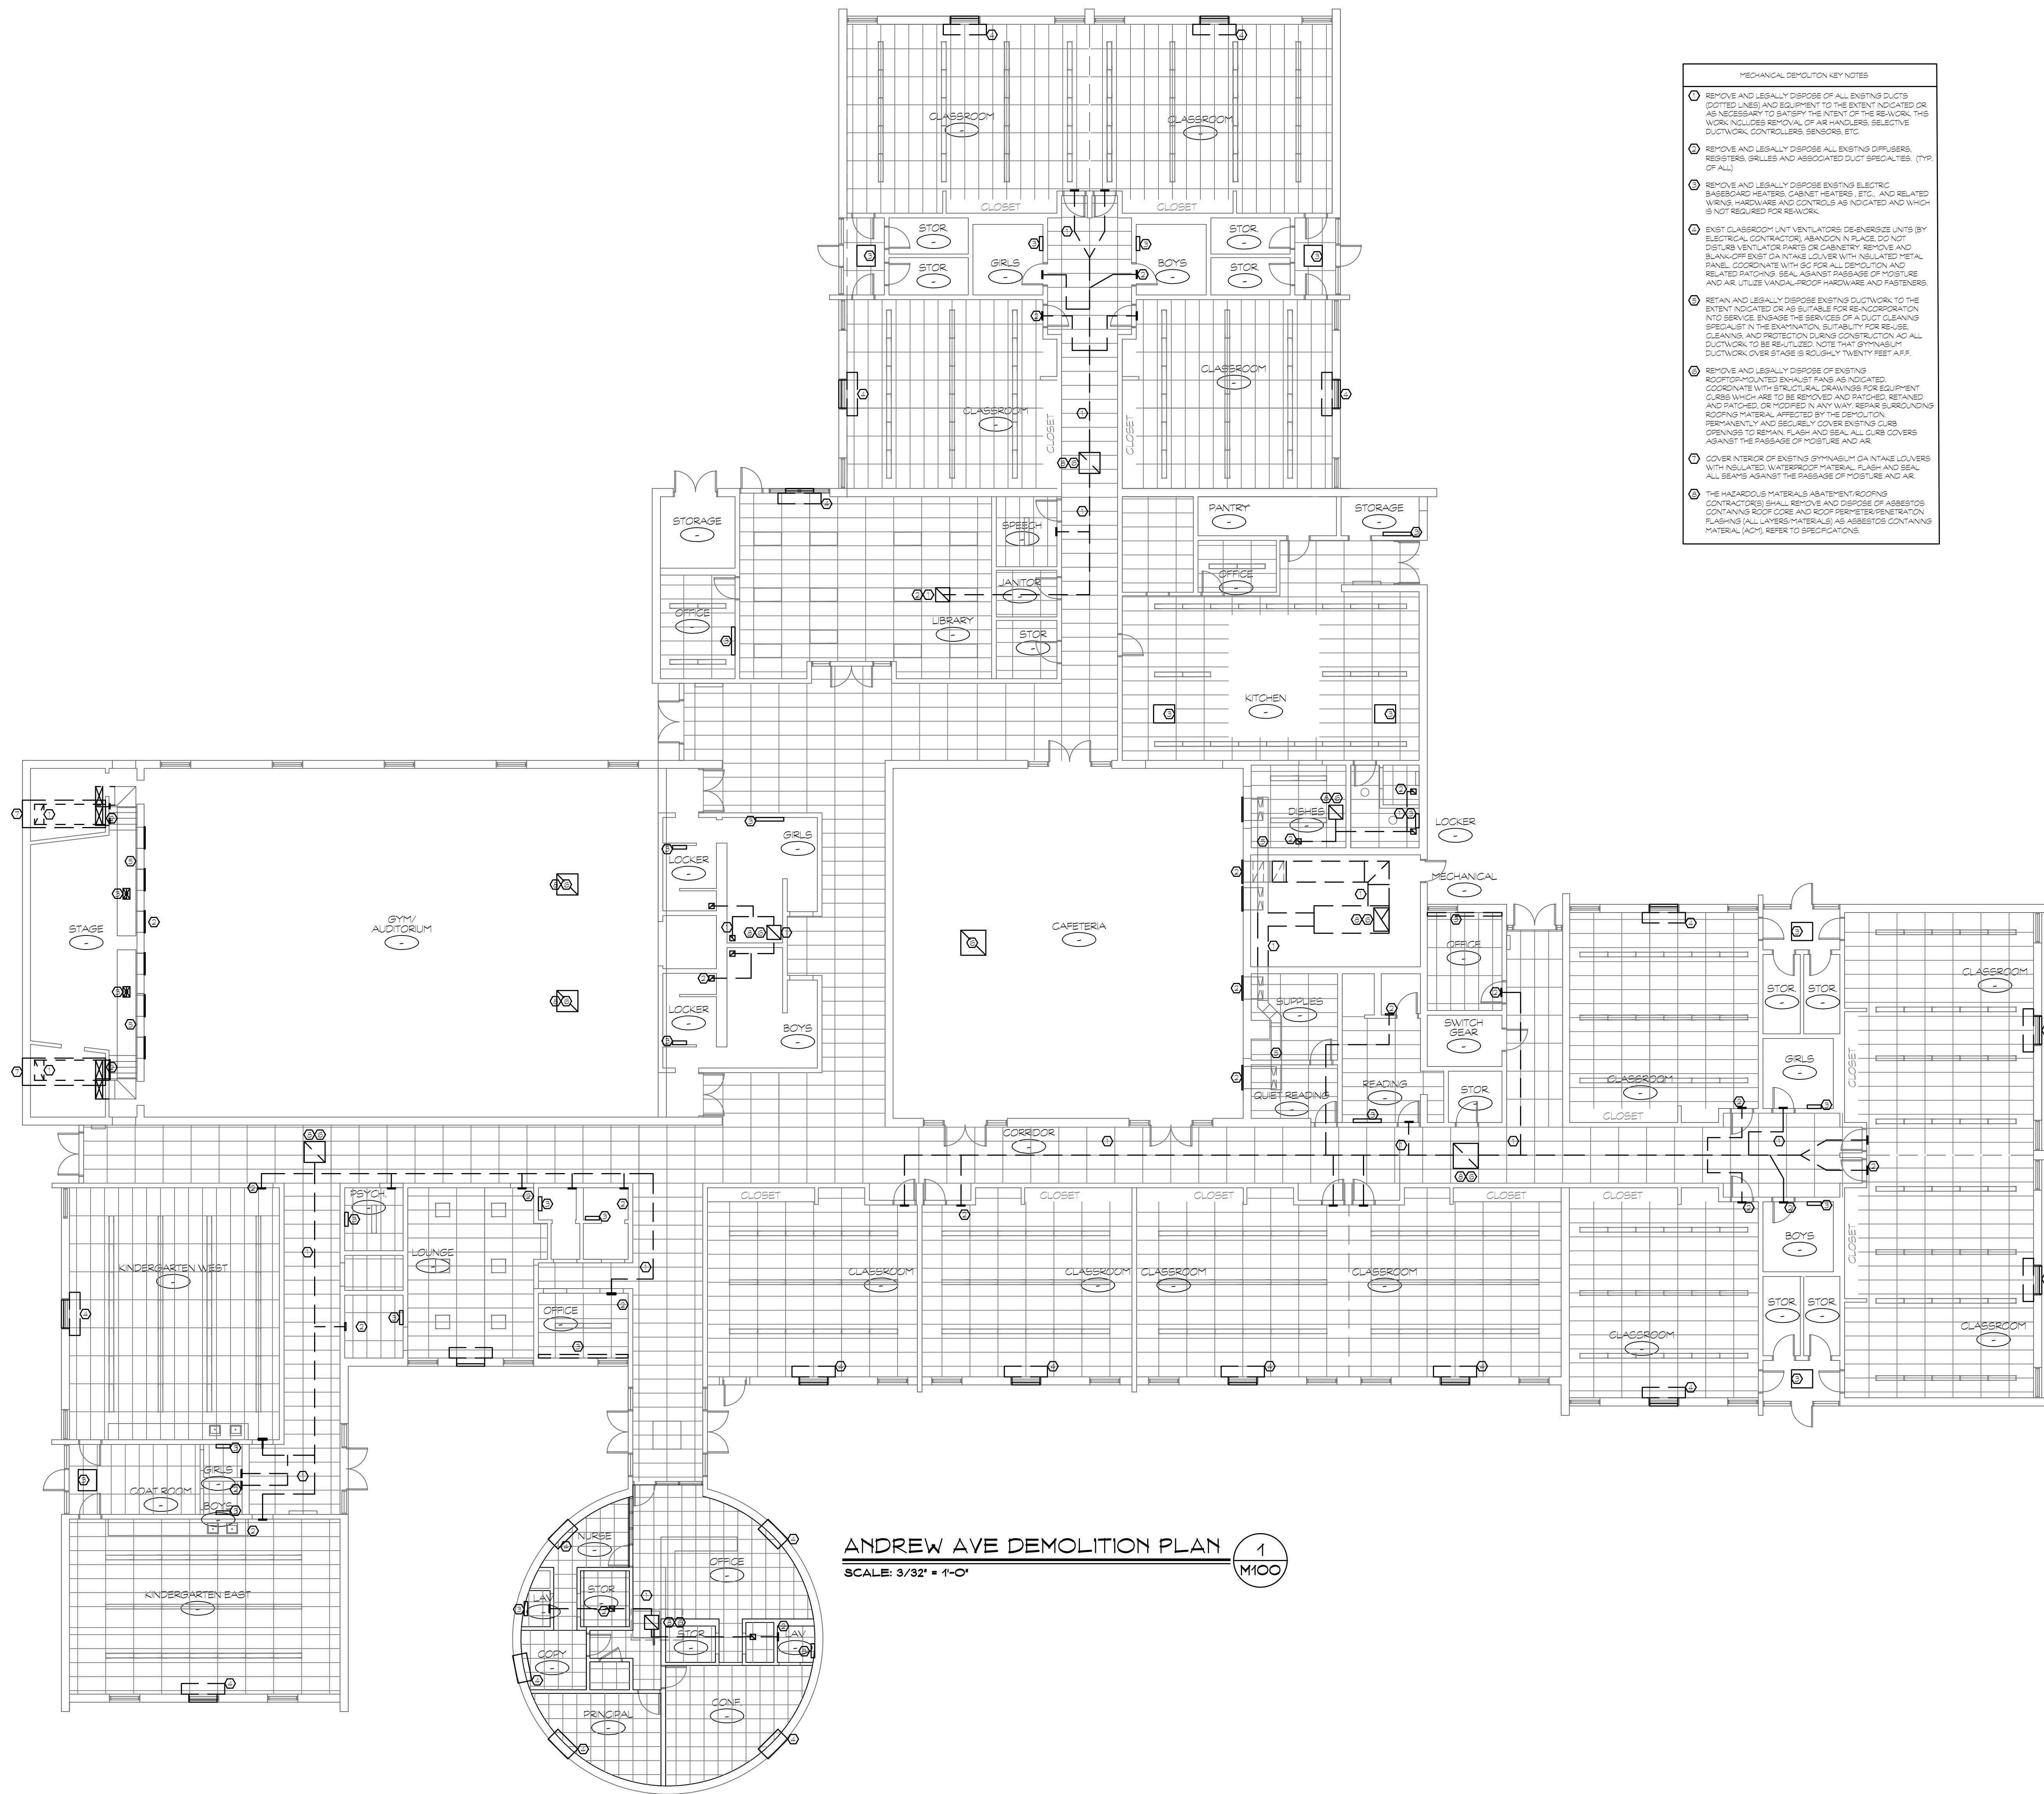 MECHANICAL DEMOLITION KEY NOTES
1 REMOVE AND LEGALLY DISPOSE OF ALL EXISTING DUCTS
(DOTTED LINES) AND EQUIPMENT TO THE EXTENT INDICATED OR
AS NECESSARY TO SATISFY THE INTENT OF THE RE-WORK. THIS
WORK INCLUDES REMOVAL OF AIR HANDLERS, SELECTIVE
DUCTWORK, CONTROLLERS, SENSORS, ETC.
2 REMOVE AND LEGALLY DISPOSE ALL EXISTING DIFFUSERS,
REGISTERS, GRILLES AND ASSOCIATED DUCT SPECIALTIES. (TYP.
OF ALL)
3 REMOVE AND LEGALLY DISPOSE EXISTING ELECTRIC
BASEBOARD HEATERS, CABINET HEATERS , ETC., AND RELATED
WIRING, HARDWARE AND CONTROLS AS INDICATED AND WHICH
IS NOT REQUIRED FOR RE-WORK.
4 EXIST CLASSROOM UNIT VENTILATORS: DE-ENERGIZE UNITS (BY
ELECTRICAL CONTRACTOR), ABANDON IN PLACE, DO NOT
DISTURB VENTILATOR PARTS OR CABINETRY. REMOVE AND
BLANK-OFF EXIST OA INTAKE LOUVER WITH INSULATED METAL
PANEL. COORDINATE WITH GC FOR ALL DEMOLITION AND
RELATED PATCHING. SEAL AGAINST PASSAGE OF MOISTURE
AND AIR. UTILIZE VANDAL-PROOF HARDWARE AND FASTENERS.
5 RETAIN AND LEGALLY DISPOSE EXISTING DUCTWORK TO THE
EXTENT INDICATED OR AS SUITABLE FOR RE-INCORPORATION
INTO SERVICE. ENGAGE THE SERVICES OF A DUCT CLEANING
SPECIALIST IN THE EXAMINATION, SUITABILITY FOR RE-USE,
CLEANING, AND PROTECTION DURING CONSTRUCTION AO ALL
DUCTWORK TO BE RE-UTILIZED. NOTE THAT GYMNASIUM
DUCTWORK OVER STAGE IS ROUGHLY TWENTY FEET A.F.F.
6 REMOVE AND LEGALLY DISPOSE OF EXISTING
ROOFTOP-MOUNTED EXHAUST FANS AS INDICATED.
COORDINATE WITH STRUCTURAL DRAWINGS FOR EQUIPMENT
CURBS WHICH ARE TO BE REMOVED AND PATCHED, RETAINED
AND PATCHED, OR MODIFIED IN ANY WAY. REPAIR SURROUNDING
ROOFING MATERIAL AFFECTED BY THE DEMOLITION.
PERMANENTLY AND SECURELY COVER EXISTING CURB
OPENINGS TO REMAIN. FLASH AND SEAL ALL CURB COVERS
AGAINST THE PASSAGE OF MOISTURE AND AIR.
7 COVER INTERIOR OF EXISTING GYMNASIUM OA INTAKE LOUVERS
WITH INSULATED, WATERPROOF MATERIAL. FLASH AND SEAL
ALL SEAMS AGAINST THE PASSAGE OF MOISTURE AND AIR.
8 THE HAZARDOUS MATERIALS ABATEMENT/ROOFING
CONTRACTOR(S) SHALL REMOVE AND DISPOSE OF ASBESTOS
CONTAINING ROOF CORE AND ROOF PERIMETER/PENETRATION
FLASHING (ALL LAYERS/MATERIALS) AS ASBESTOS CONTAINING
MATERIAL (ACM). REFER TO SPECIFICATIONS.
CLASSROOM CLASSROOM
CLOSET CLOSET
STOR GIRLS BOYS STOR
STOR STOR
CLASSROOM
CLASSROOM
CLOSET CLOSET
STORAGE SPEECH PANTRY STORAGE
JANITOR OFFICE
OFFICE LIBRARY
STOR
KITCHEN
DISHES LOCKER
GIRLS
LOCKER
MECHANICAL
STAGE
GYM/
AUDITORIUM
CAFETERIA
OFFICE
CLASSROOM
STOR STOR
LOCKER
BOYS
SUPPLIES
SWITCH
GEAR
GIRLS
CLOSET
QUIET READING
READING
STOR
CLASSROOM
CLOSET
CORRIDOR
PSYCH.
CLOSET CLOSET CLOSET CLOSET CLOSET
LOUNGE
KINDERGARTEN WEST
OFFICE
CLASSROOM CLASSROOM CLASSROOM CLASSROOM
BOYS
CLOSET
STOR STOR
CLASSROOM
CLASSROOM
GIRLS
COAT ROOM
BOYS
KINDERGARTEN EAST
NURSE
OFFICE
LAV
STOR
STOR
LAV
COPY
PRINCIPAL
CONF.
ANDREW AVE DEMOLITION PLAN
SCALE: 3/32" = 1'-0"
1
M100